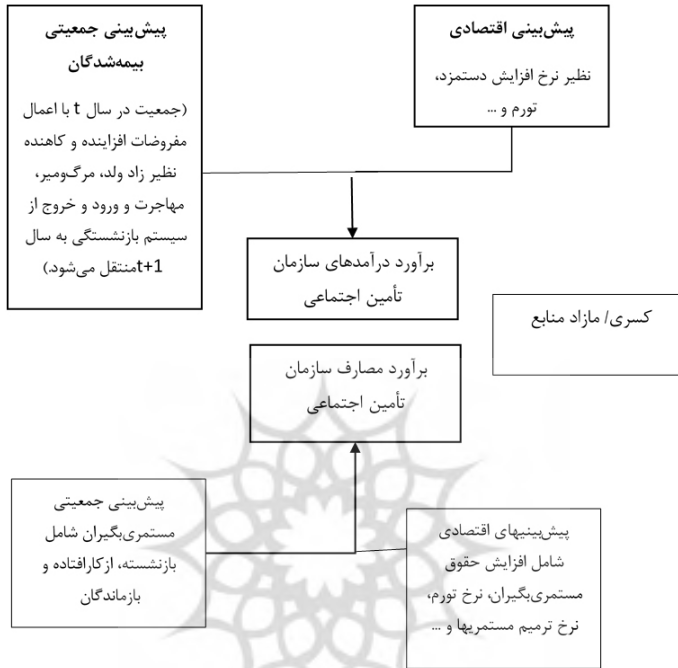 پیش‌بینی اقتصادی
نظیر نرخ افزایش دستمزد،
تورم و ...
پیش‌بینی جمعیتی
بیمه‌شدگان
(جمعیت در سال t با اعمال
مفروضات افزاینده و کاهنده
نظیر زاد ولد، مرگ‌ومیر،
مهاجرت و ورود و خروج از
سیستم بازنشستگی به سال
t+1منتقل می‌شود.)
برآورد درآمدهای سازمان
تأمین اجتماعی
کسری/ مازاد منابع
برآورد مصارف سازمان
تأمین اجتماعی
پیش‌بینیهای اقتصادی
شامل افزایش حقوق
مستمری‌بگیران، نرخ تورم،
نرخ ترمیم مستمریها و ...
پیش‌بینی جمعیتی
مستمری‌بگیران شامل
بازنشسته، ازکارافتاده و
بازماندگان